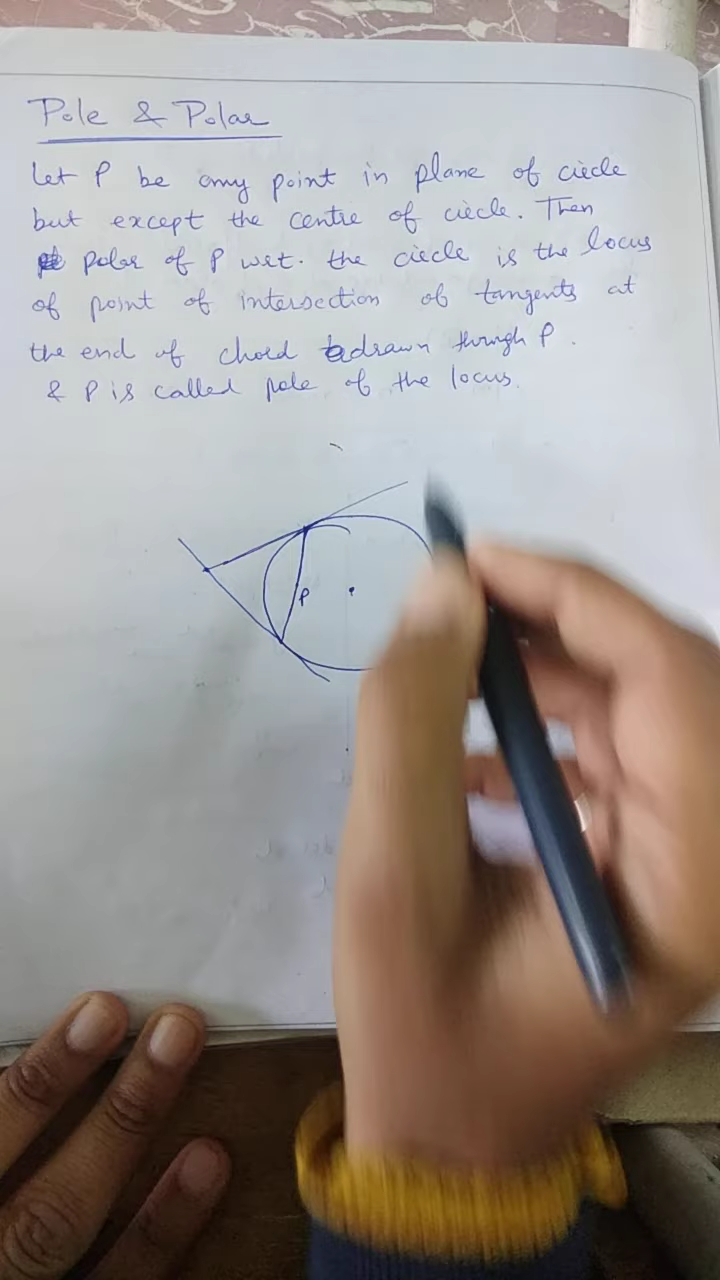 Pole & Polar
Let P be any point in plane of circle
but except the centre of circle. Then
polar of P wrt. the circle is the locus
of point of intersection of tangents at
the end of chord drawn through P.
& P is called pole of the locus.
P